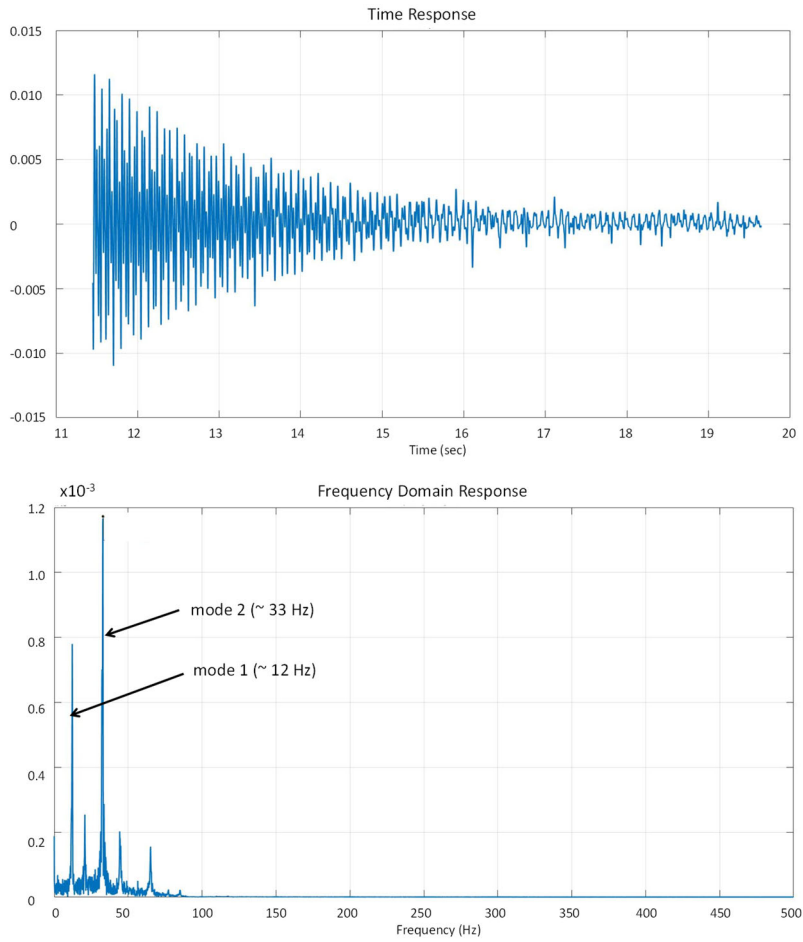 Time Response
0.015
0.010
0.005
0
-0.005
-0.010
-0.015
11 12 13 14 15 16 17 18 19 20
Time (sec)
x10-3
Frequency Domain Response
1.2
1.0
mode 2 (~ 33 Hz)
0.8
mode 1 (~ 12 Hz)
0.6
0.4
0.2
0
0 50 100 150 200 250 300 350 400 450 500
Frequency (Hz)